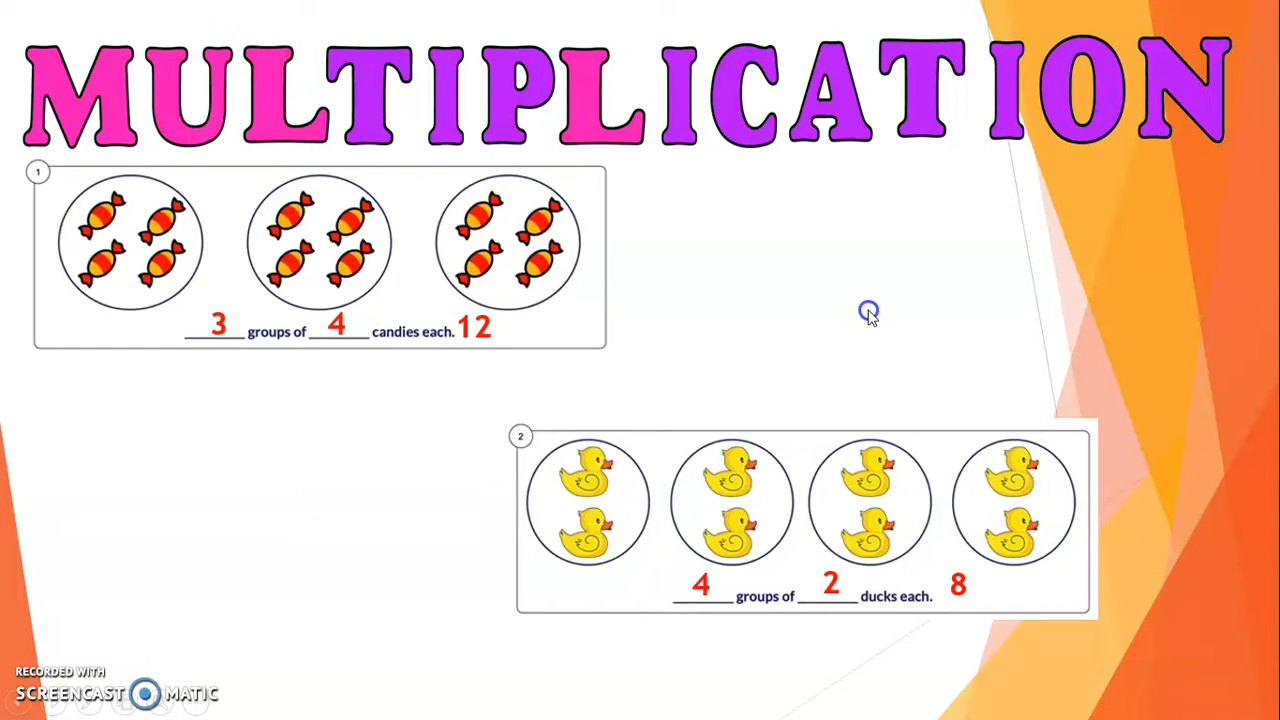 MULTIPLICATION
1
3 groups of 4 candies each. 12
2
4 groups of 2 ducks each. 8
RECORDED WITH
SCREENCAST MATIC